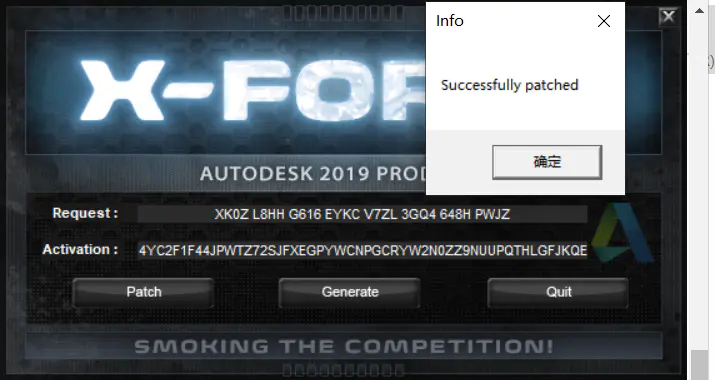 Info
Successfully patched
确定
X-FOR
AUTODESK 2019 PROD
Request : XK0Z L8HH G616 EYKC V7ZL 3GQ4 648H PWJZ
Activation : 4YC2F1F44JPWTZ72SJFXEGPYWCNPGCRYW2N0ZZ9NUUPQTHLGFJKQE
Patch Generate Quit
SMOKING THE COMPETITION!